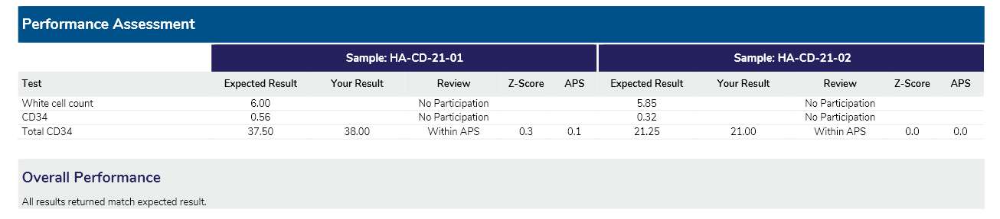 Performance Assessment
Sample: HA-CD-21-01 Sample: HA-CD-21-02
Test Expected Result Your Result Review Z-Score APS Expected Result Your Result Review Z-Score APS
White cell count 6.00 No Participation 5.85 No Participation
CD34 0.56 No Participation 0.32 No Participation
Total CD34 37.50 38.00 Within APS 0.3 0.1 21.25 21.00 Within APS 0.0 0.0
Overall Performance
All results returned match expected result.